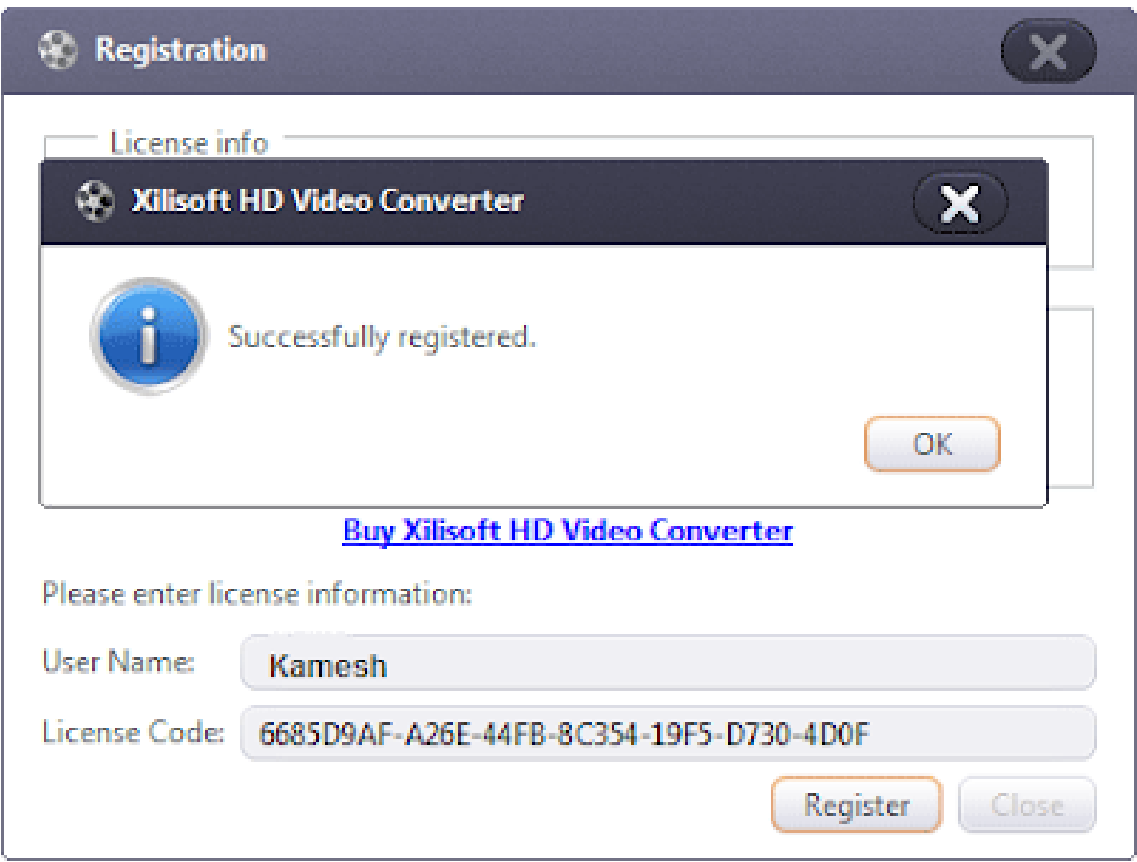 Registration
License info
Xilisoft HD Video Converter
Successfully registered.
OK
Buy Xilisoft HD Video Converter
Please enter license information:
User Name:
Kamesh
License Code:
6685D9AF-A26E-44FB-8C354-19F5-D730-4D0F
Register
Close